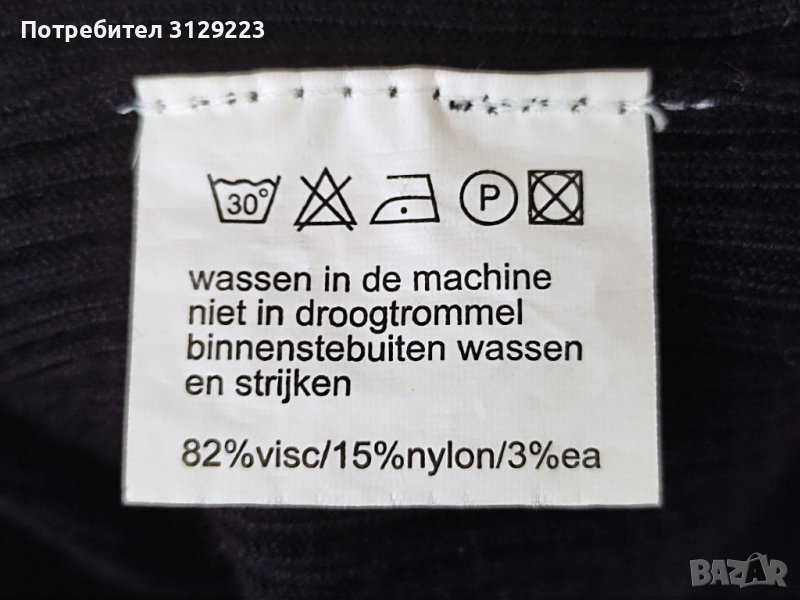 Потребител 3129223
30°
P
wassen in de machine
niet in droogtrommel
binnenstebuiten wassen
en strijken
82%visc/15%nylon/3%ea
BAZAR